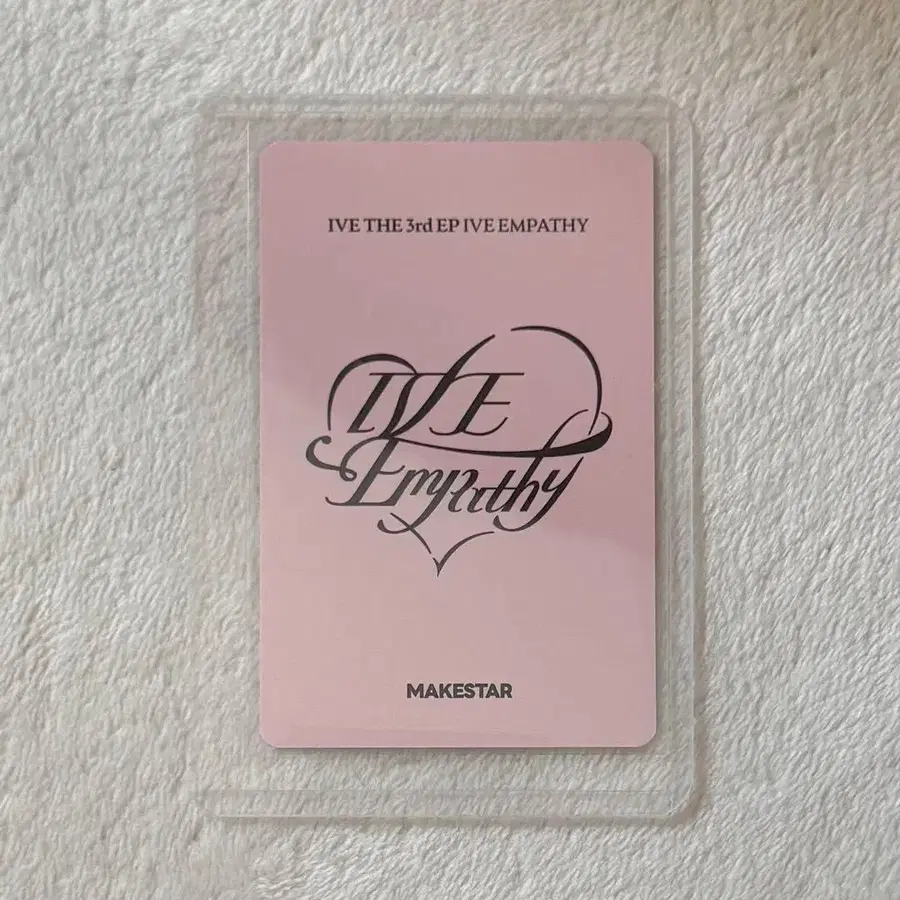 IVE THE 3rd EP IVE EMPATHY
IVE
Empathy
MAKESTAR